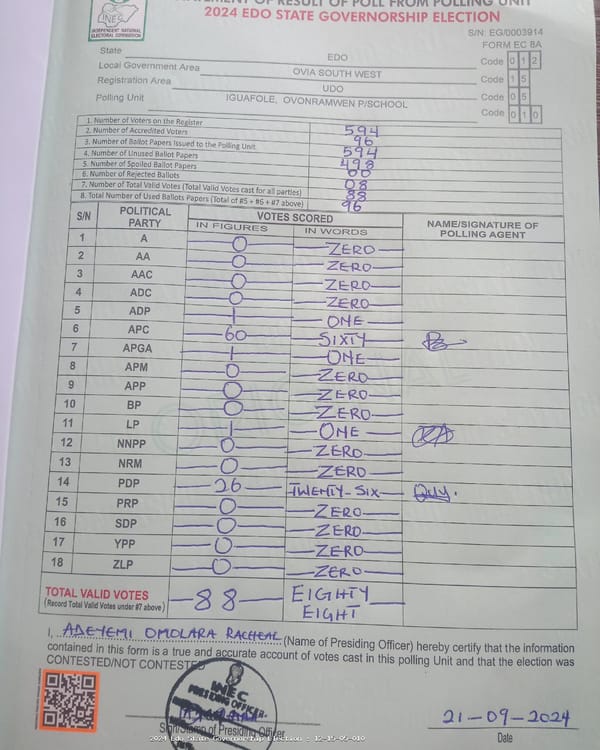 STATEMENT OF RESULT OF POLL FROM POLLING UNIT
2024 EDO STATE GOVERNORSHIP ELECTION
INEC
INDEPENDENT NATIONAL
ELECTORAL COMMISSION
S/N: EG/0003914
FORM EC 8A
State EDO Code 0 1 2
Local Government Area OVIA SOUTH WEST Code 1 5
Registration Area UDO Code 0 5
Polling Unit IGUAFOLE, OVONRAMWEN P/SCHOOL Code 0 1 0
1. Number of Voters on the Register 594
2. Number of Accredited Voters 96
3. Number of Ballot Papers Issued to the Polling Unit 594
4. Number of Unused Ballot Papers 498
5. Number of Spoiled Ballot Papers 00
6. Number of Rejected Ballots 08
7. Number of Total Valid Votes (Total Valid Votes cast for all parties) 88
8. Total Number of Used Ballots Papers (Total of #5 + #6 + #7 above) 96
S/N POLITICAL PARTY VOTES SCORED NAME/SIGNATURE OF POLLING AGENT
IN FIGURES IN WORDS
1 A 0 ZERO
2 AA 0 ZERO
3 AAC 0 ZERO
4 ADC 0 ZERO
5 ADP 1 ONE
6 APC 60 SIXTY
7 APGA 1 ONE
8 APM 0 ZERO
9 APP 0 ZERO
10 BP 0 ZERO
11 LP 1 ONE
12 NNPP 0 ZERO
13 NRM 0 ZERO
14 PDP 26 TWENTY-SIX
15 PRP 0 ZERO
16 SDP 0 ZERO
17 YPP 0 ZERO
18 ZLP 0 ZERO
TOTAL VALID VOTES 88 EIGHTY EIGHT
(Record Total Valid Votes under #7 above)
I, ADEYEMI OMOLARA RACHEAL (Name of Presiding Officer) hereby certify that the information
contained in this form is a true and accurate account of votes cast in this polling Unit and that the election was
CONTESTED/NOT CONTESTED
INEC
PRESIDING OFFICER
21-09-2024
Sign/Stamp of Presiding Officer
Date
2024 Edo State Governorship Election : 12-15-05-010